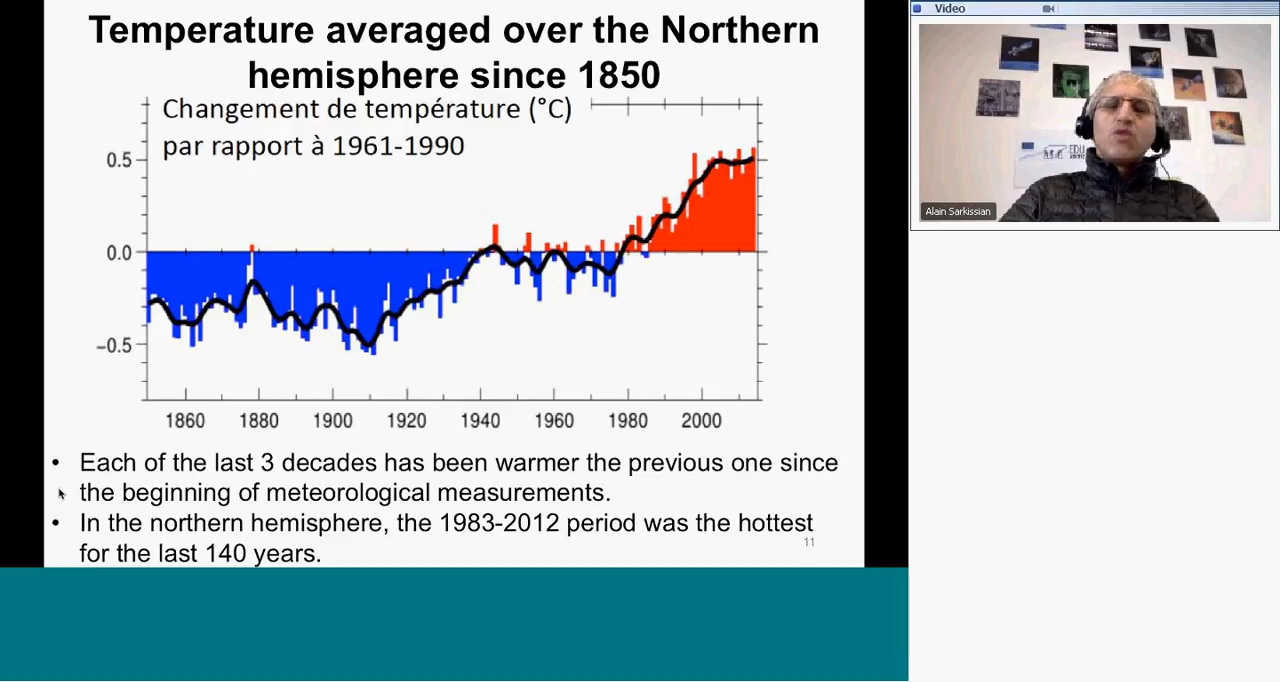 Temperature averaged over the Northern
hemisphere since 1850
Changement de température (°C)
par rapport à 1961-1990
0.5
0.0
−0.5
1860 1880 1900 1920 1940 1960 1980 2000
• Each of the last 3 decades has been warmer the previous one since
the beginning of meteorological measurements.
• In the northern hemisphere, the 1983-2012 period was the hottest
for the last 140 years.
11
Video
EDU
Alain Sarkissian